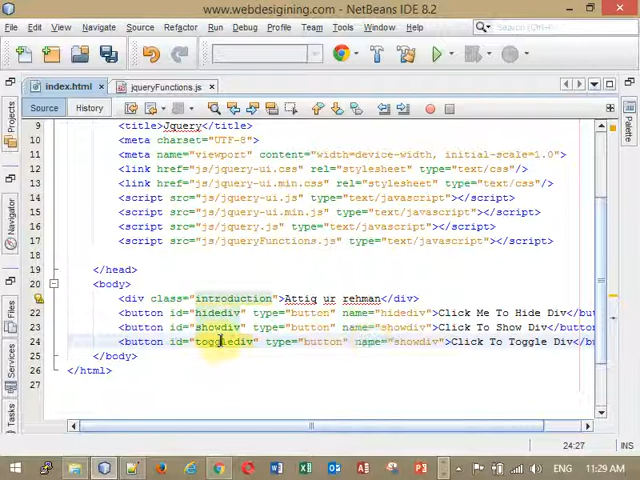 www.webdesigining.com - NetBeans IDE 8.2
File Edit View Navigate Source Refactor Run Debug Profile Team Tools Window Help
index.html jqueryFunctions.js
Source History
Projects
Navigator
Files
Services
Tasks
Palette
9 <title>Jquery</title>
10 <meta charset="UTF-8">
11 <meta name="viewport" content="width=device-width, initial-scale=1.0">
12 <link href="js/jquery-ui.css" rel="stylesheet" type="text/css"/>
13 <link href="js/jquery-ui.min.css" rel="stylesheet" type="text/css"/>
14 <script src="js/jquery-ui.js" type="text/javascript"></script>
15 <script src="js/jquery-ui.min.js" type="text/javascript"></script>
16 <script src="js/jquery.js" type="text/javascript"></script>
17 <script src="js/jqueryFunctions.js" type="text/javascript"></script>
18
19 </head>
20 <body>
<div class="introduction">Attiq ur rehman</div>
22 <button id="hidediv" type="button" name="hidediv">Click Me To Hide Div</butto
23 <button id="showdiv" type="button" name="showdiv">Click To Show Div</button
24 <button id="togglediv" type="button" name="showdiv">Click To Toggle Div</bu
25 </body>
26 </html>
27
24:27 INS
ENG 11:29 AM